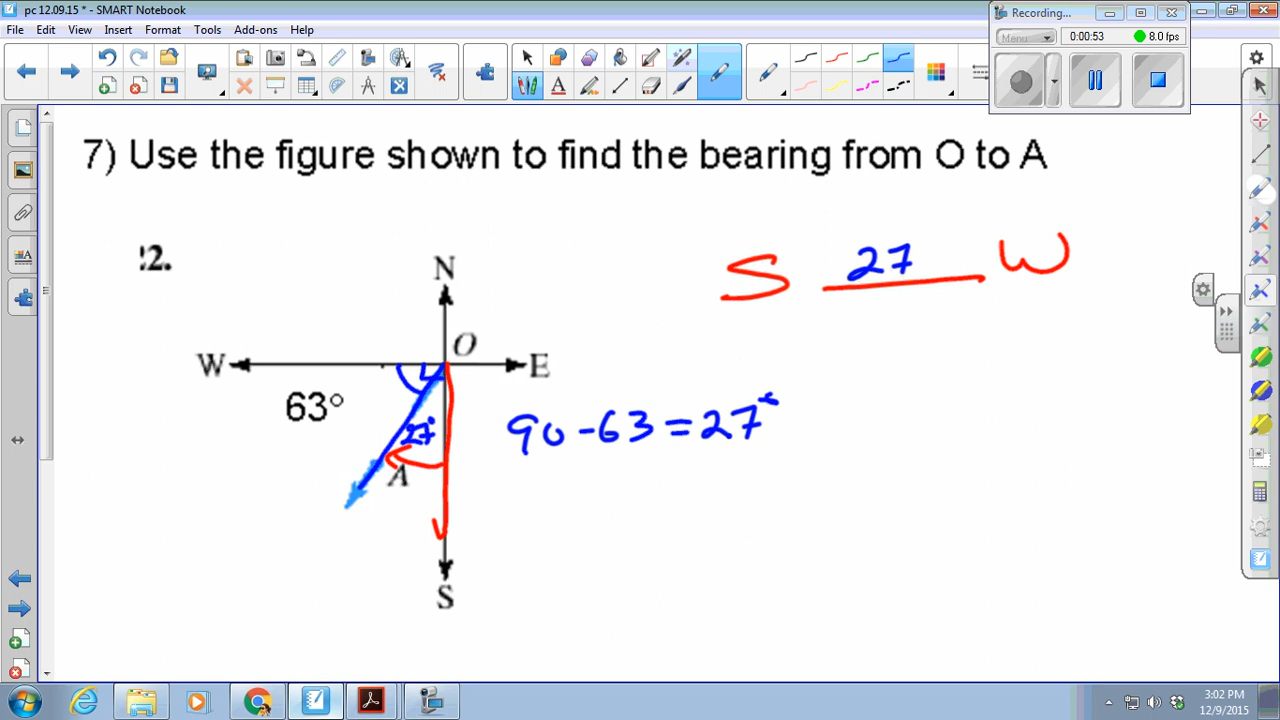 pc 12.09.15 * - SMART Notebook
Recording...
File Edit View Insert Format Tools Add-ons Help
Menu
0:00:53
8.0 fps
7) Use the figure shown to find the bearing from O to A
2.
S 27 W
N
O
W
E
63°
27°
90-63=27°
A
S
3:02 PM
12/9/2015